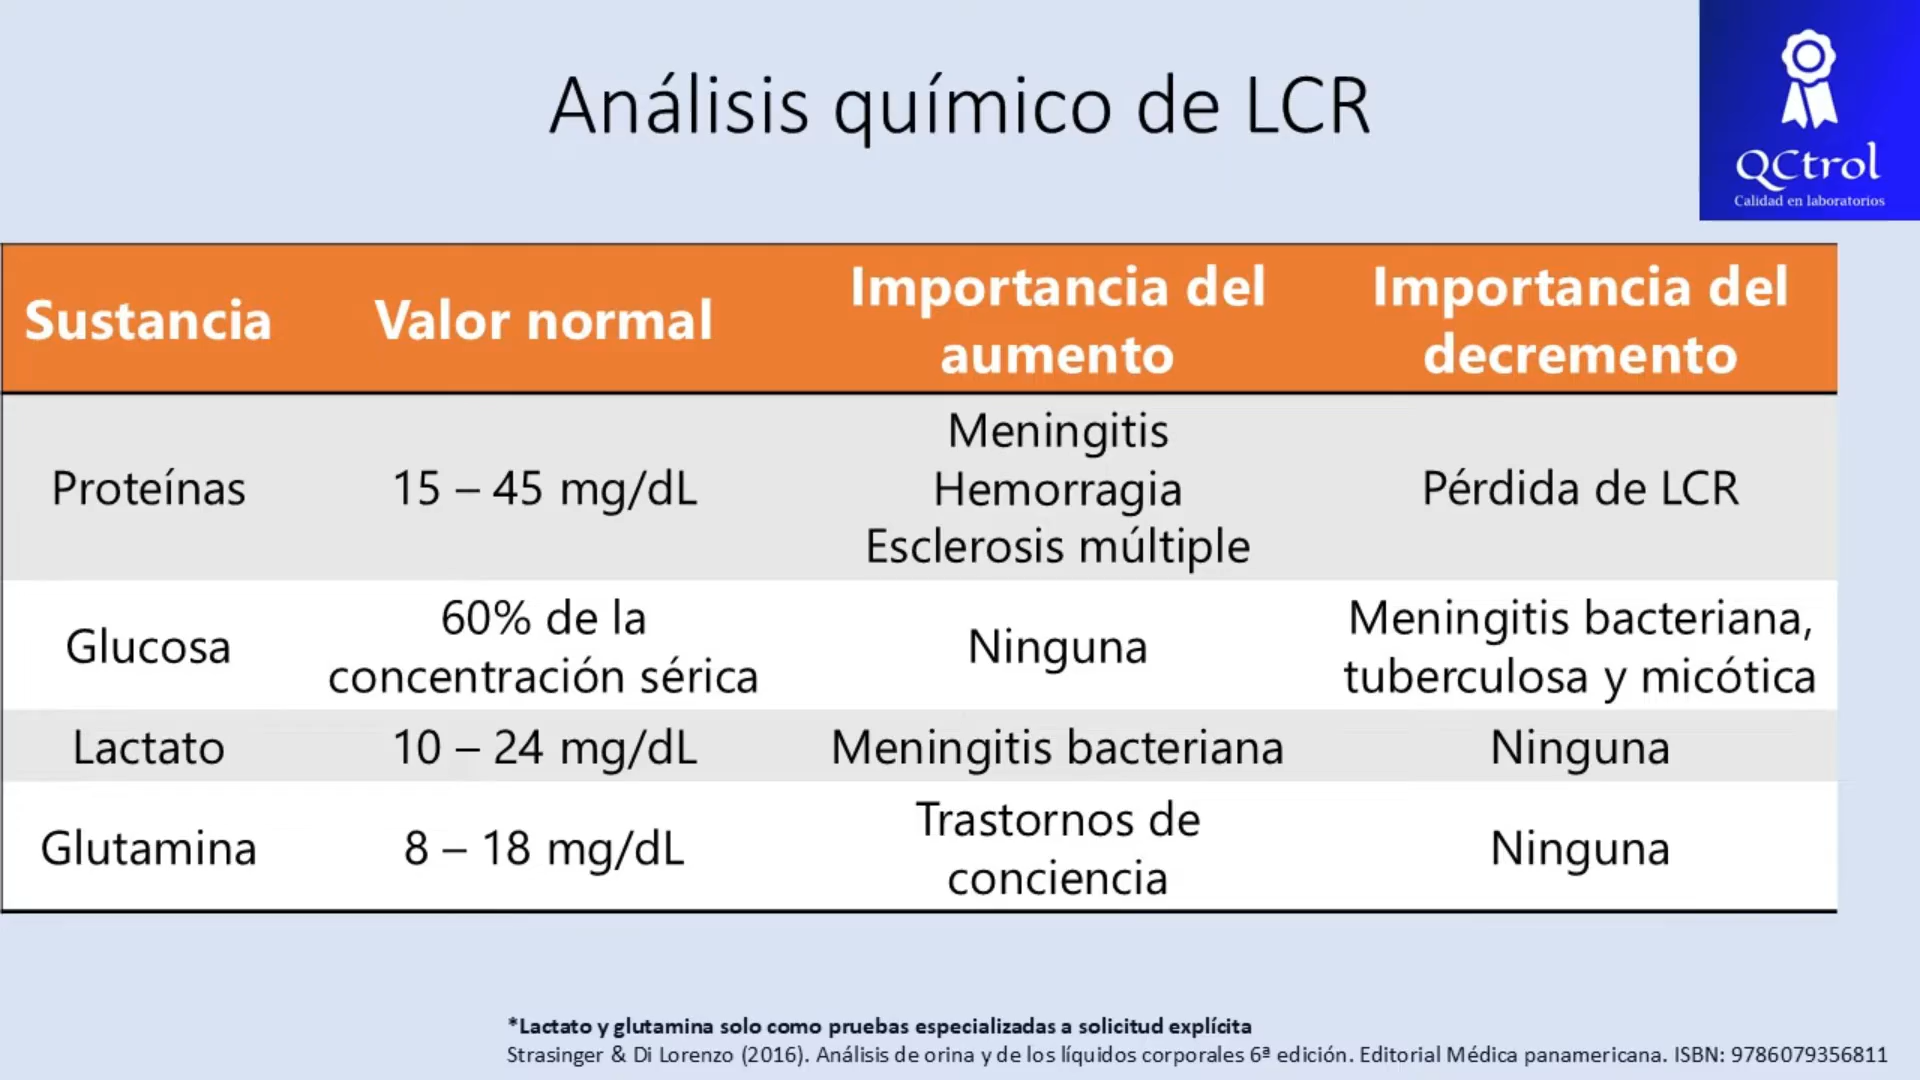 Análisis químico de LCR
QCtrol
Calidad en laboratorios
Sustancia
Valor normal
Importancia del
aumento
Importancia del
decremento
Proteínas
15 – 45 mg/dL
Meningitis
Hemorragia
Esclerosis múltiple
Pérdida de LCR
Glucosa
60% de la
concentración sérica
Ninguna
Meningitis bacteriana,
tuberculosa y micótica
Lactato
10 – 24 mg/dL
Meningitis bacteriana
Ninguna
Glutamina
8 – 18 mg/dL
Trastornos de
conciencia
Ninguna
*Lactato y glutamina solo como pruebas especializadas a solicitud explícita
Strasinger & Di Lorenzo (2016). Análisis de orina y de los líquidos corporales 6ª edición. Editorial Médica panamericana. ISBN: 9786079356811